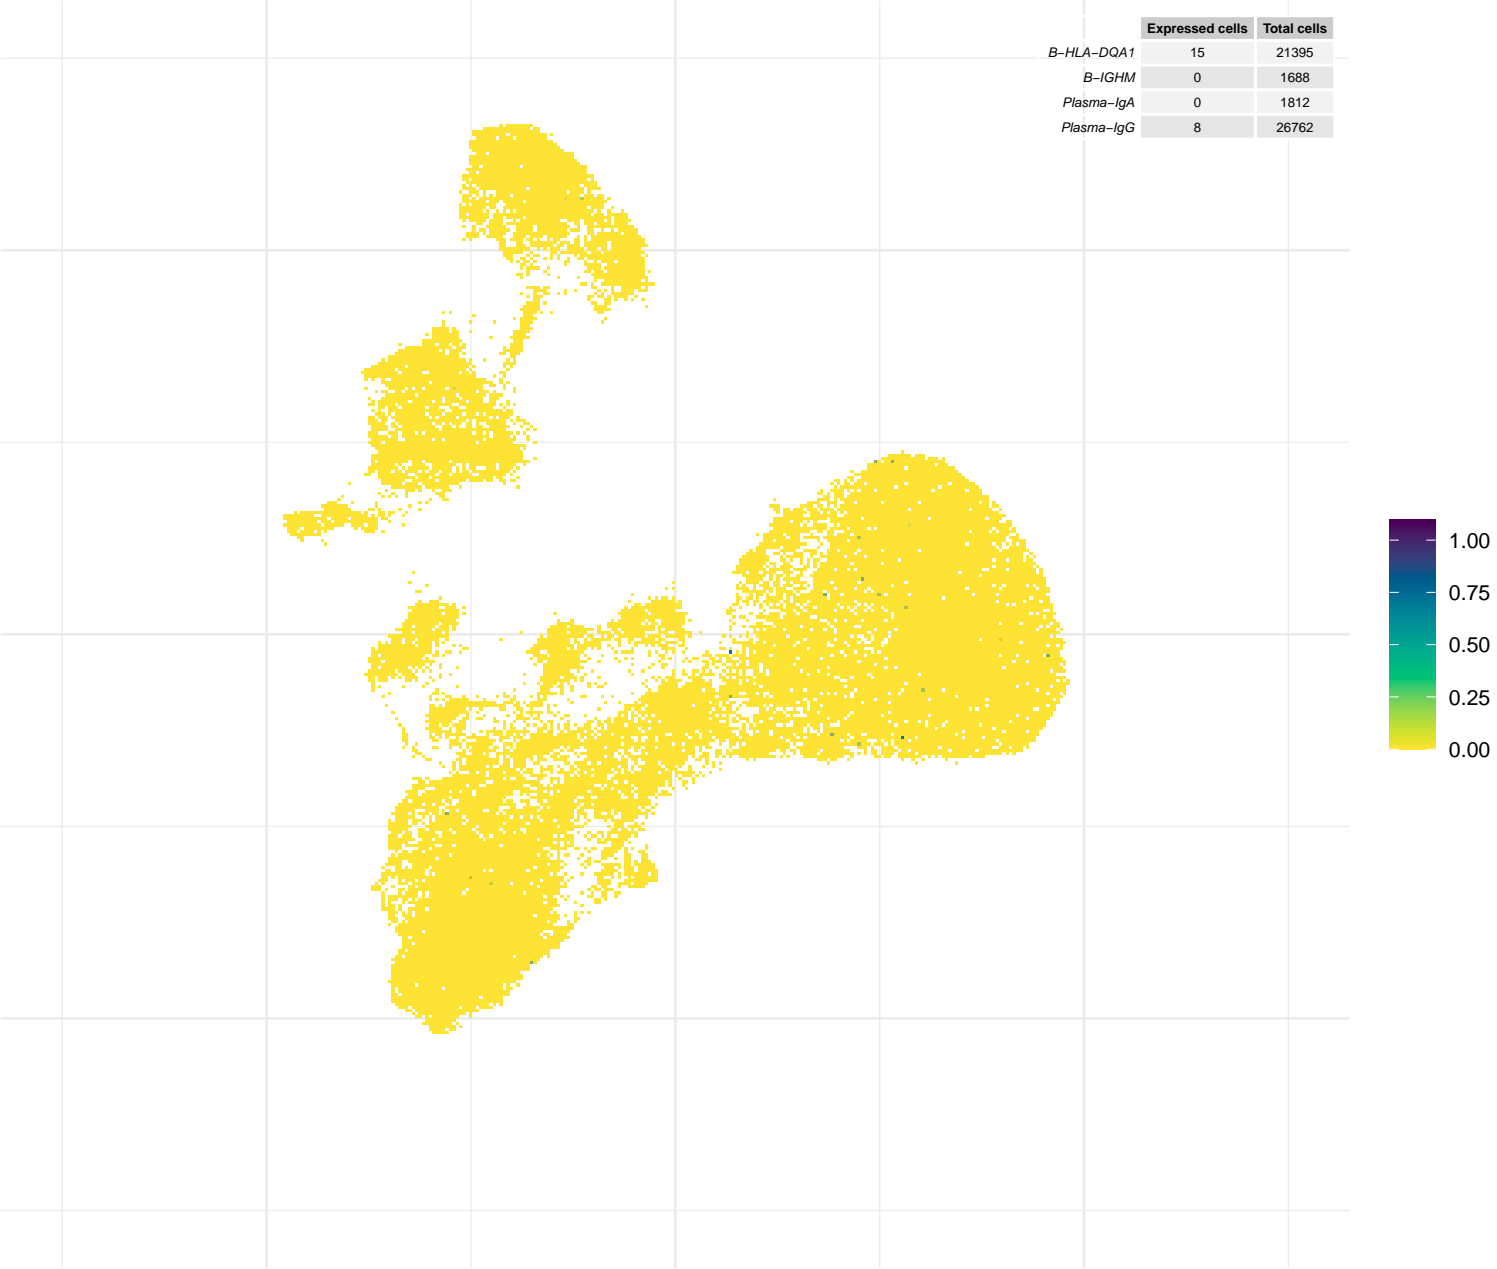 Expressed cells Total cells
B−HLA−DQA1 15 21395
B−IGHM 0 1688
Plasma−IgA 0 1812
Plasma−IgG 8 26762
1.00
0.75
0.50
0.25
0.00